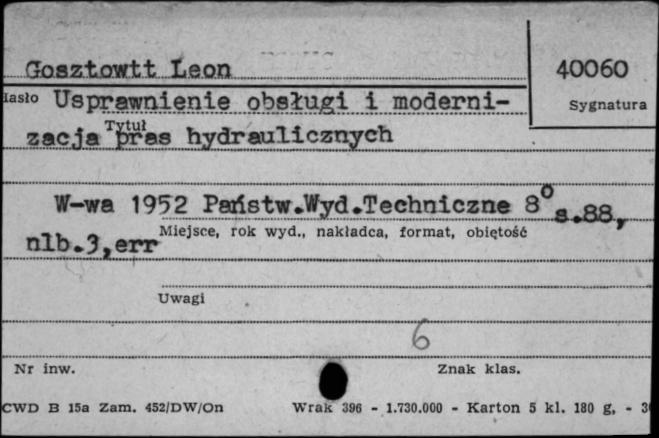 Gosztowtt Leon
40060
Hasło Usprawnienie obsługi i moderni-
Sygnatura
Tytuł
zacja pras hydraulicznych
W-wa 1952 Państw.Wyd.Techniczne 8° s.88,
Miejsce, rok wyd., nakładca, format, objętość
nlb.3,err
Uwagi
6
Nr inw.
Znak klas.
CWD B 15a Zam. 452/DW/On
Wrak 396 - 1.730.000 - Karton 5 kl. 180 g, -